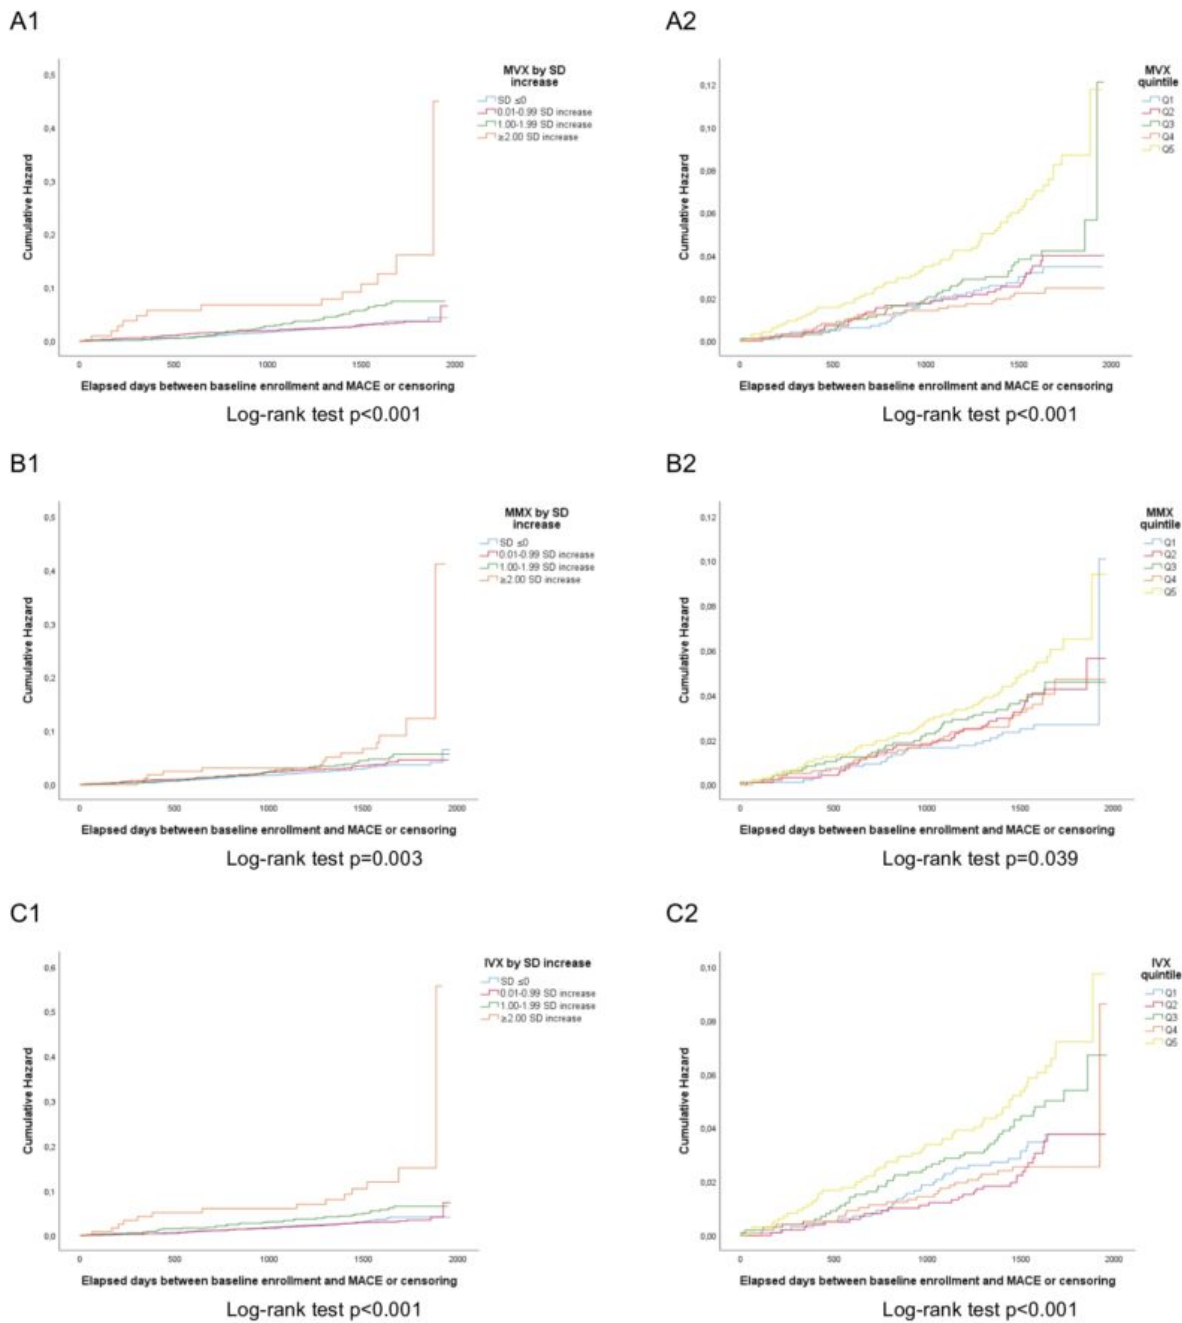 A1
MVX by SD
increase
SD ≤0
0.01-0.99 SD increase
1.00-1.99 SD increase
≥2.00 SD increase
Cumulative Hazard
0,5
0,4
0,3
0,2
0,1
0,0
0 500 1000 1500 2000
Elapsed days between baseline enrollment and MACE or censoring
Log-rank test p<0.001
A2
MVX
quintile
Q1
Q2
Q3
Q4
Q5
Cumulative Hazard
0,12
0,10
0,08
0,06
0,04
0,02
0,00
0 500 1000 1500 2000
Elapsed days between baseline enrollment and MACE or censoring
Log-rank test p<0.001
B1
MMX by SD
increase
SD ≤0
0.01-0.99 SD increase
1.00-1.99 SD increase
≥2.00 SD increase
Cumulative Hazard
0,5
0,4
0,3
0,2
0,1
0,0
0 500 1000 1500 2000
Elapsed days between baseline enrollment and MACE or censoring
Log-rank test p=0.003
B2
MMX
quintile
Q1
Q2
Q3
Q4
Q5
Cumulative Hazard
0,12
0,10
0,08
0,06
0,04
0,02
0,00
0 500 1000 1500 2000
Elapsed days between baseline enrollment and MACE or censoring
Log-rank test p=0.039
C1
IVX by SD increase
SD ≤0
0.01-0.99 SD increase
1.00-1.99 SD increase
≥2.00 SD increase
Cumulative Hazard
0,6
0,5
0,4
0,3
0,2
0,1
0,0
0 500 1000 1500 2000
Elapsed days between baseline enrollment and MACE or censoring
Log-rank test p<0.001
C2
IVX
quintile
Q1
Q2
Q3
Q4
Q5
Cumulative Hazard
0,10
0,08
0,06
0,04
0,02
0,00
0 500 1000 1500 2000
Elapsed days between baseline enrollment and MACE or censoring
Log-rank test p<0.001